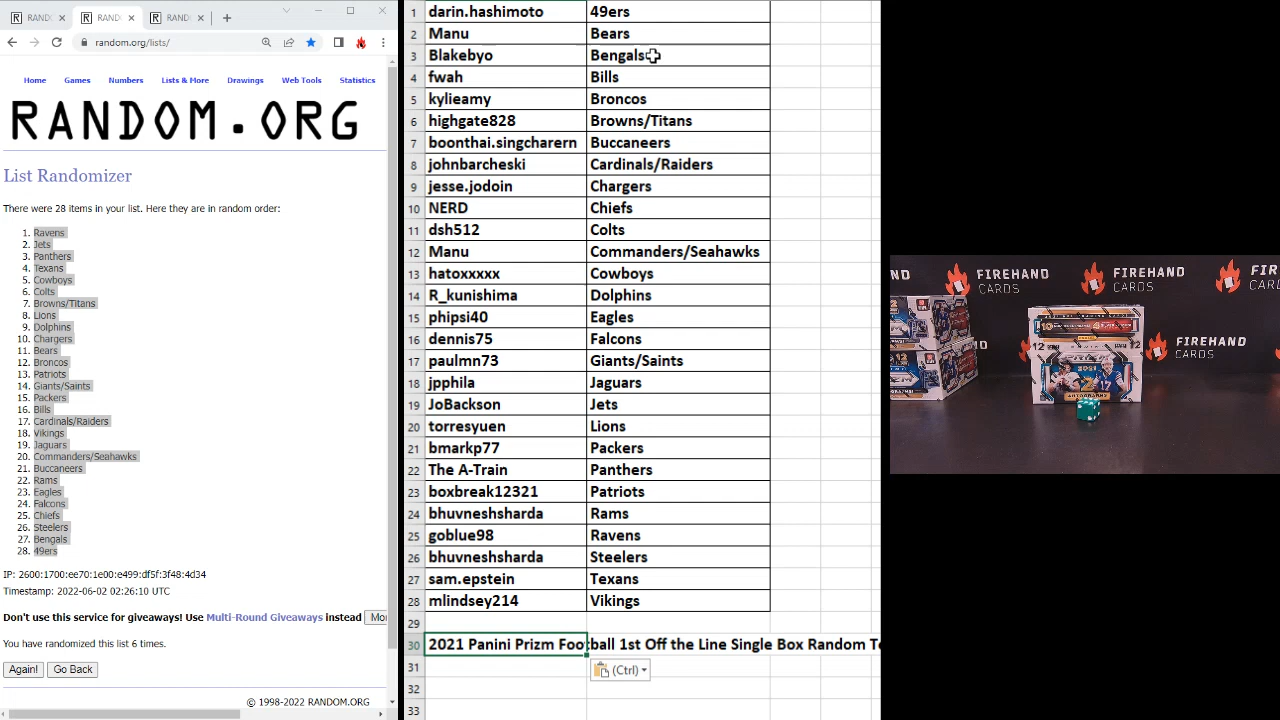 RAND
RAND
RAND
random.org/lists/
Home Games Numbers Lists & More Drawings Web Tools Statistics
RANDOM.ORG
List Randomizer
There were 28 items in your list. Here they are in random order:
1. Ravens
2. Jets
3. Panthers
4. Texans
5. Cowboys
6. Colts
7. Browns/Titans
8. Lions
9. Dolphins
10. Chargers
11. Bears
12. Broncos
13. Patriots
14. Giants/Saints
15. Packers
16. Bills
17. Cardinals/Raiders
18. Vikings
19. Jaguars
20. Commanders/Seahawks
21. Buccaneers
22. Rams
23. Eagles
24. Falcons
25. Chiefs
26. Steelers
27. Bengals
28. 49ers
IP: 2600:1700:ee70:1e00:e499:df5f:3f48:4d34
Timestamp: 2022-06-02 02:26:10 UTC
Don't use this service for giveaways! Use Multi-Round Giveaways instead Mo
You have randomized this list 6 times.
Again! Go Back
© 1998-2022 RANDOM.ORG
1 darin.hashimoto 49ers
2 Manu Bears
3 Blakebyo Bengals
4 fwah Bills
5 kylieamy Broncos
6 highgate828 Browns/Titans
7 boonthai.singcharern Buccaneers
8 johnbarcheski Cardinals/Raiders
9 jesse.jodoin Chargers
10 NERD Chiefs
11 dsh512 Colts
12 Manu Commanders/Seahawks
13 hatoxxxxx Cowboys
14 R_kunishima Dolphins
15 phipsi40 Eagles
16 dennis75 Falcons
17 paulmn73 Giants/Saints
18 jpphila Jaguars
19 JoBackson Jets
20 torresyuen Lions
21 bmarkp77 Packers
22 The A-Train Panthers
23 boxbreak12321 Patriots
24 bhuvneshsharda Rams
25 goblue98 Ravens
26 bhuvneshsharda Steelers
27 sam.epstein Texans
28 mlindsey214 Vikings
29
30 2021 Panini Prizm Football 1st Off the Line Single Box Random Te
(Ctrl)
31
32
33
FIREHAND
CARDS
FIREHAND
CARDS
FIREHAND
CARDS
2021